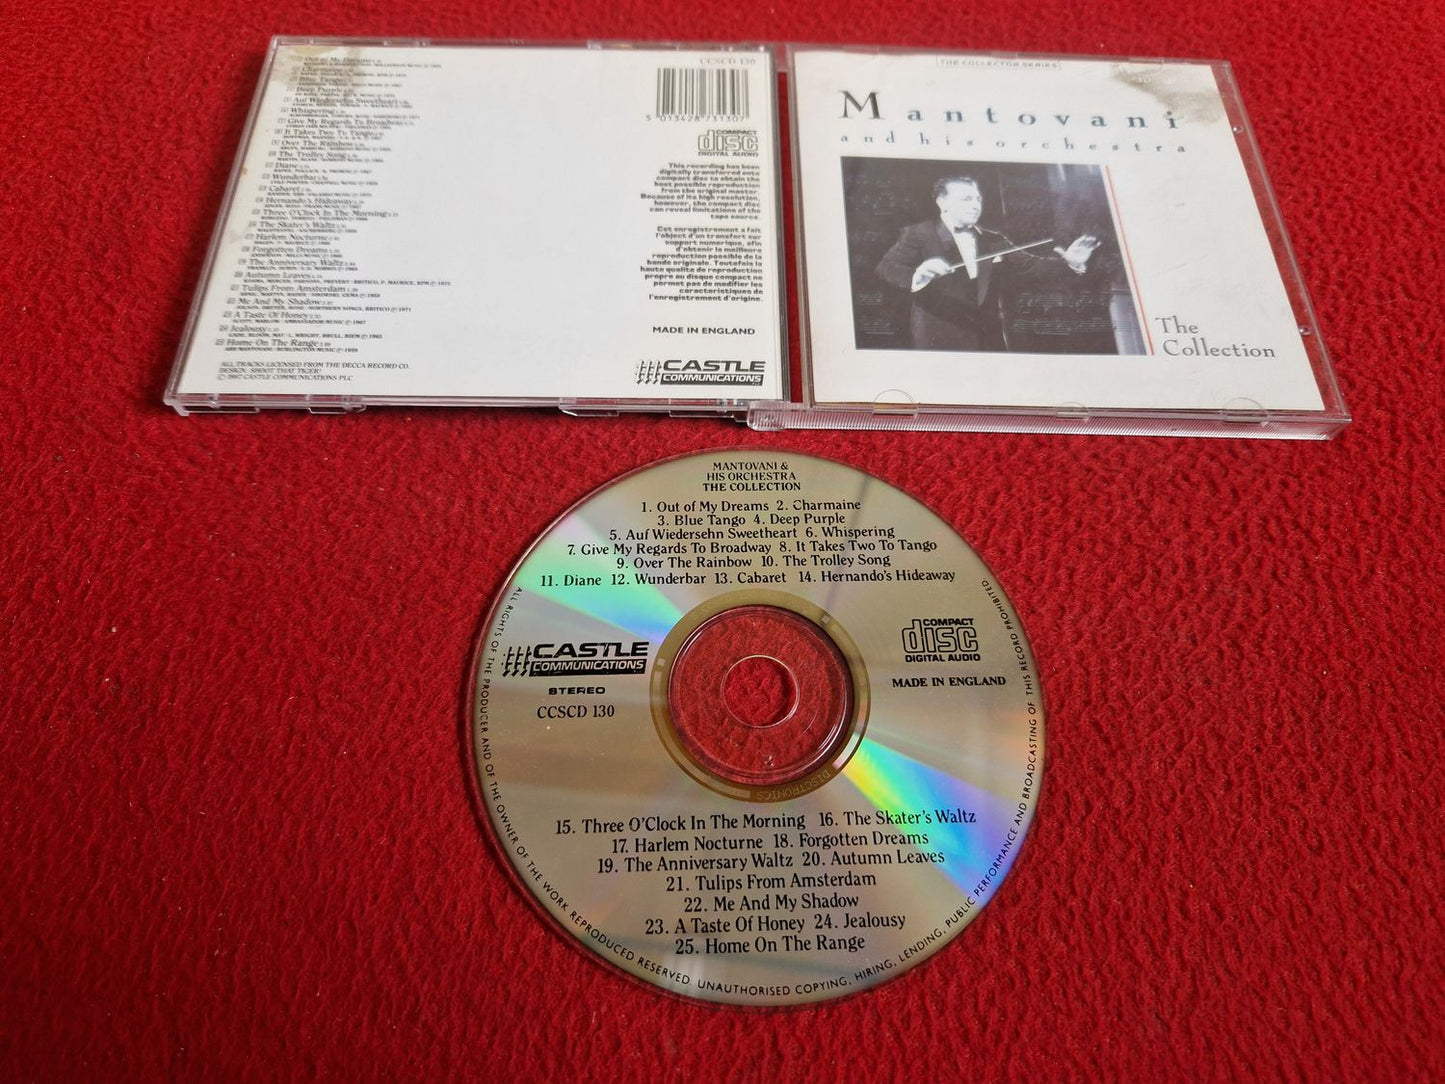 Out of My Dreams
Charmaine
Blue Tango
Deep Purple
Auf Wiedersehn Sweetheart
Whispering
Give My Regards To Broadway
It Takes Two To Tango
Over The Rainbow
The Trolley Song
Diane
Wunderbar
Cabaret
Hernando's Hideaway
Three O'Clock In The Morning
The Skater's Waltz
Harlem Nocturne
Forgotten Dreams
The Anniversary Waltz
Autumn Leaves
Tulips From Amsterdam
Me And My Shadow
A Taste Of Honey
Jealousy
Home On The Range
ALL TRACKS LICENSED FROM THE DECCA RECORD CO.
DESIGN: SHOOT THAT TIGER!
© 1987 CASTLE COMMUNICATIONS PLC
CCSCD 130
5 013428 731307
COMPACT
disc
DIGITAL AUDIO
This recording has been
digitally transferred onto
compact disc to obtain the
best possible reproduction
from the original master.
Because of its high resolution,
however, the compact disc
can reveal limitations of the
tape source.
Cet enregistrement a fait
l'object d'un transfert sur
support numerique, afin
d'obtenir la meilleure
reproduction possible de la
bande originale. Toutefois la
haute qualite de reproduction
propre au disque compact ne
permet pas de modifier les
caracteristiques de
l'enregistrement d'origine.
MADE IN ENGLAND
CASTLE
COMMUNICATIONS
THE COLLECTOR SERIES
Mantovani
and his orchestra
The
Collection
MANTOVANI &
HIS ORCHESTRA
THE COLLECTION
1. Out of My Dreams 2. Charmaine
3. Blue Tango 4. Deep Purple
5. Auf Wiedersehn Sweetheart 6. Whispering
7. Give My Regards To Broadway 8. It Takes Two To Tango
9. Over The Rainbow 10. The Trolley Song
11. Diane 12. Wunderbar 13. Cabaret 14. Hernando's Hideaway
CASTLE
COMMUNICATIONS
STEREO
CCSCD 130
COMPACT
disc
DIGITAL AUDIO
MADE IN ENGLAND
DISCTRONICS
15. Three O'Clock In The Morning 16. The Skater's Waltz
17. Harlem Nocturne 18. Forgotten Dreams
19. The Anniversary Waltz 20. Autumn Leaves
21. Tulips From Amsterdam
22. Me And My Shadow
23. A Taste Of Honey 24. Jealousy
25. Home On The Range
ALL RIGHTS OF THE PRODUCER AND OF THE OWNER OF THE WORK REPRODUCED RESERVED. UNAUTHORISED COPYING, HIRING, LENDING, PUBLIC PERFORMANCE AND BROADCASTING OF THIS RECORD PROHIBITED